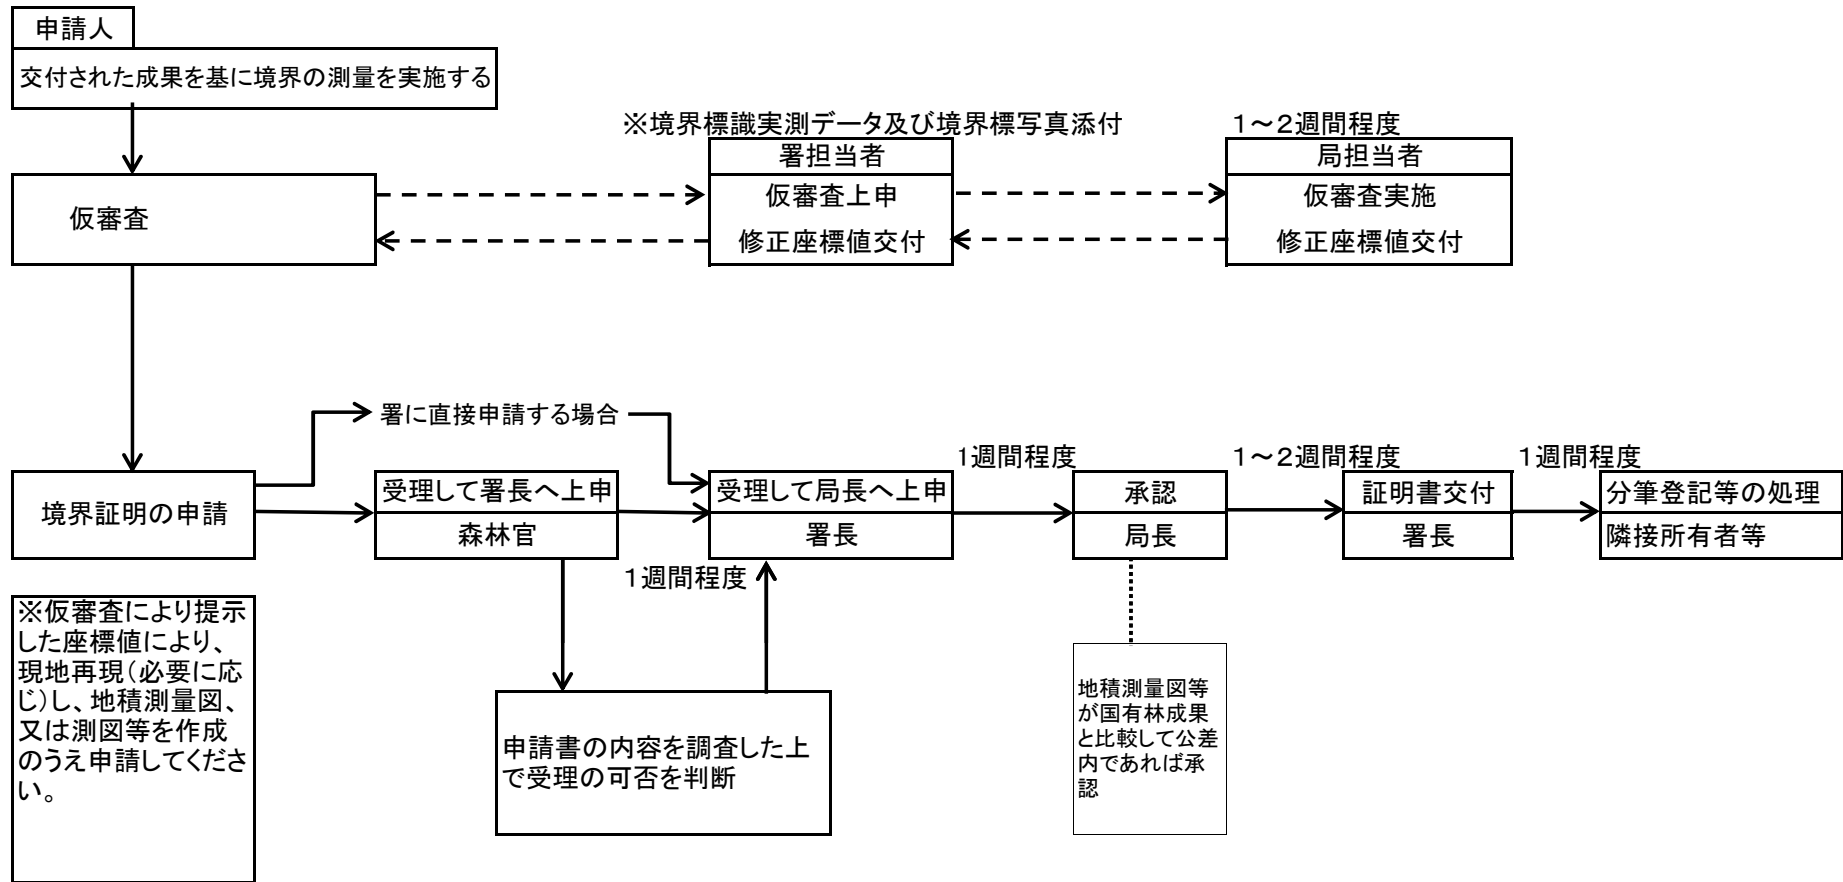 申請人
交付された成果を基に境界の測量を実施する
※境界標識実測データ及び境界標写真添付
1～2週間程度
署担当者
局担当者
仮審査
仮審査上申
仮審査実施
修正座標値交付
修正座標値交付
署に直接申請する場合
1週間程度
1～2週間程度
1週間程度
境界証明の申請
受理して署長へ上申
受理して局長へ上申
承認
証明書交付
分筆登記等の処理
森林官
署長
局長
署長
隣接所有者等
1週間程度
※仮審査により提示
した座標値により、
現地再現（必要に応
じ）し、地積測量図、
又は測図等を作成
のうえ申請してくださ
い。
申請書の内容を調査した上
で受理の可否を判断
地積測量図等
が国有林成果
と比較して公差
内であれば承
認